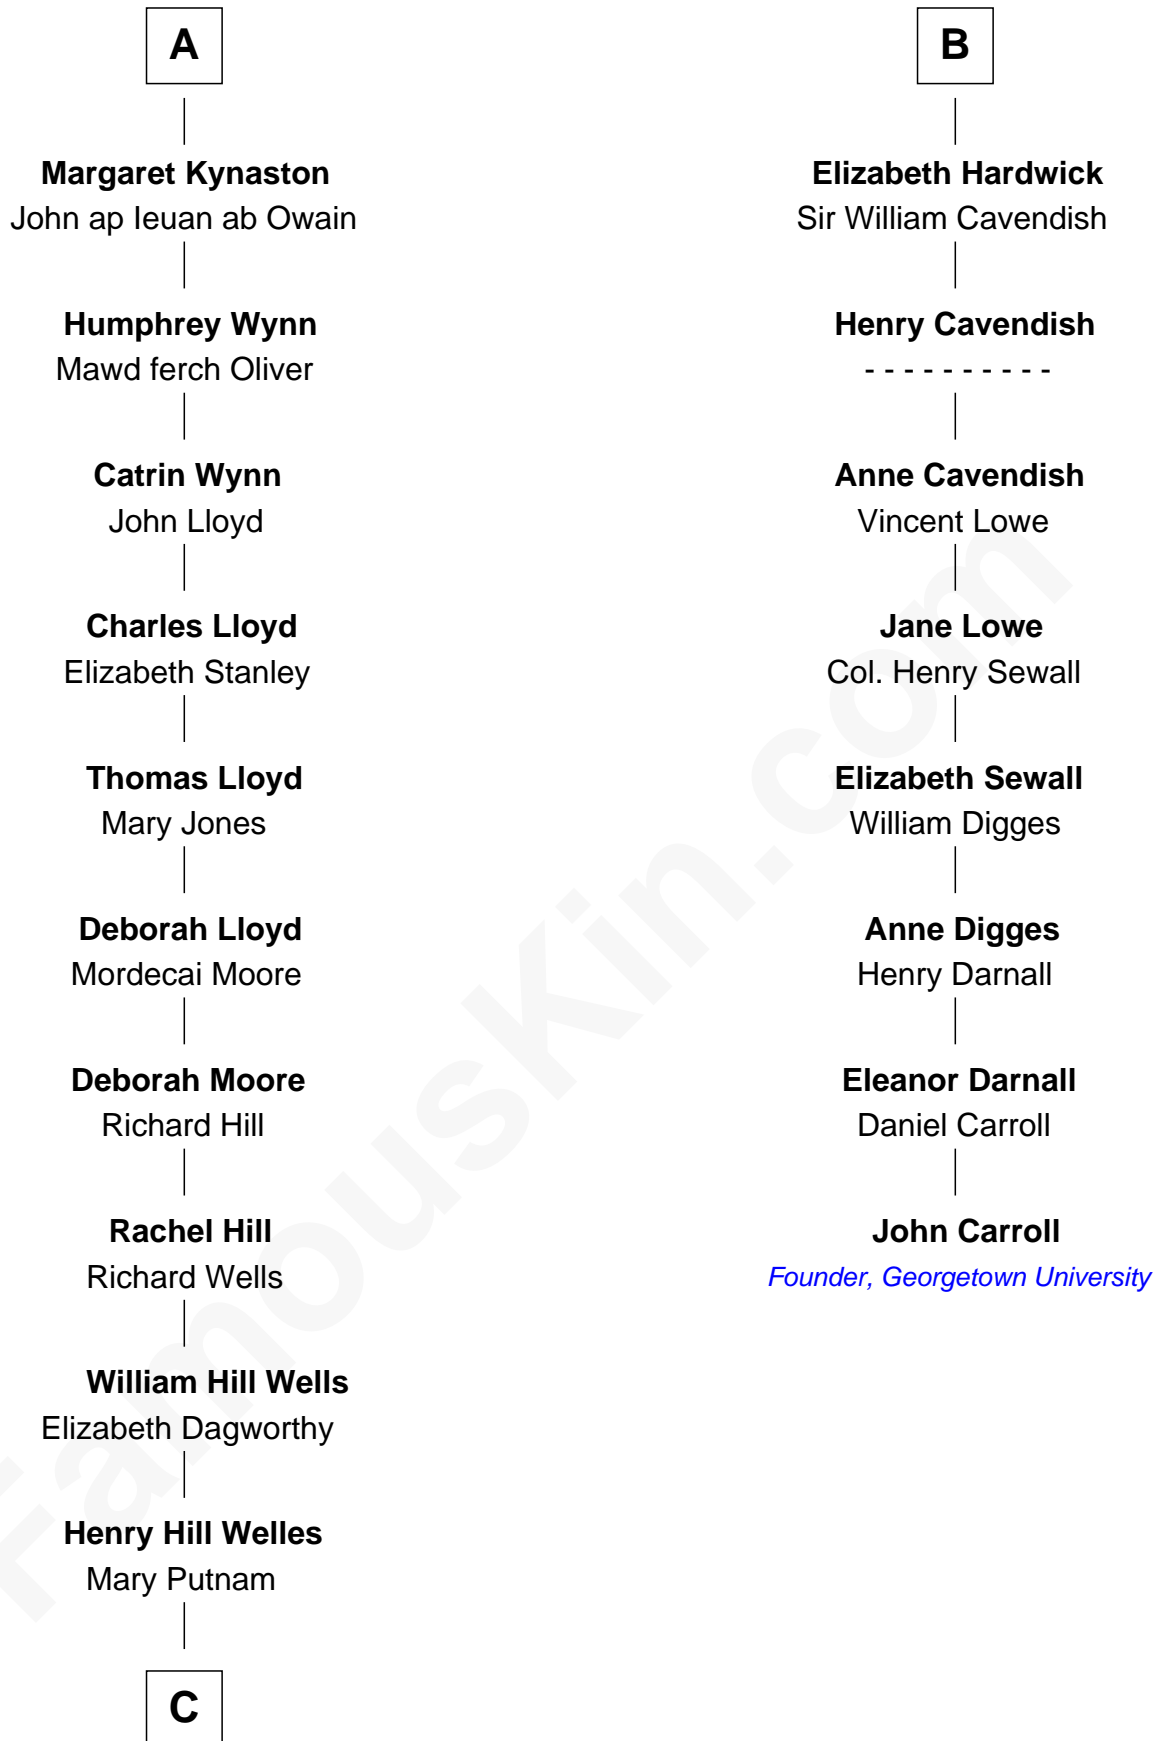 A
Margaret Kynaston
John ap Ieuan ab Owain
Humphrey Wynn
Mawd ferch Oliver
Catrin Wynn
John Lloyd
Charles Lloyd
Elizabeth Stanley
Thomas Lloyd
Mary Jones
Deborah Lloyd
Mordecai Moore
Deborah Moore
Richard Hill
Rachel Hill
Richard Wells
William Hill Wells
Elizabeth Dagworthy
Henry Hill Welles
Mary Putnam
C
B
Elizabeth Hardwick
Sir William Cavendish
Henry Cavendish
- - - - - - - - - -
Anne Cavendish
Vincent Lowe
Jane Lowe
Col. Henry Sewall
Elizabeth Sewall
William Digges
Anne Digges
Henry Darnall
Eleanor Darnall
Daniel Carroll
John Carroll
Founder, Georgetown University
FamousKin.com